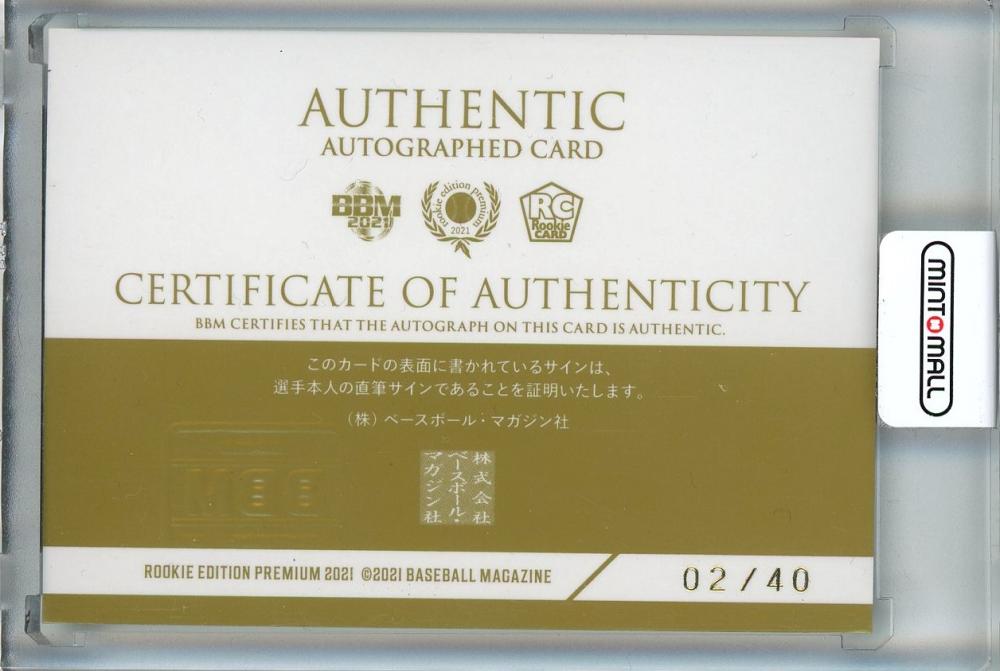 AUTHENTIC
AUTOGRAPHED CARD
BBM
2021
rookie edition premium
2021
RC
Rookie
CARD
CERTIFICATE OF AUTHENTICITY
BBM CERTIFIES THAT THE AUTOGRAPH ON THIS CARD IS AUTHENTIC.
このカードの表面に書かれているサインは、
選手本人の直筆サインであることを証明いたします。
（株）ベースボール・マガジン社
BBM
株式会社
ベースボール・
マガジン社
ROOKIE EDITION PREMIUM 2021 ©2021 BASEBALL MAGAZINE
02/40
MINT MALL